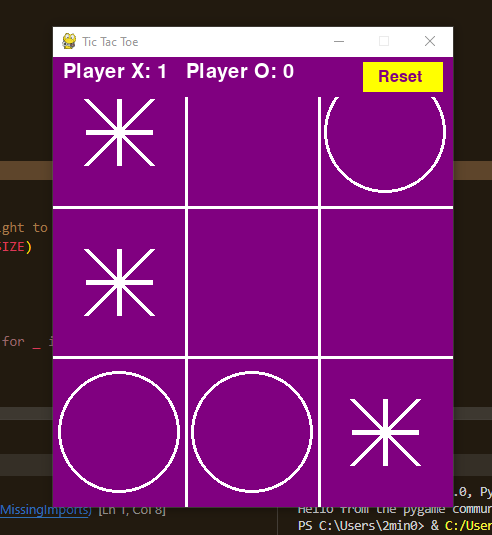 Tic Tac Toe
Player X: 1 Player O: 0
Reset
ght to
SIZE)
for _ i
.0, Py
MissingImports) [Ln 1, Col 8]
Hello from the pygame commun
PS C:\Users\2min0> & C:/User